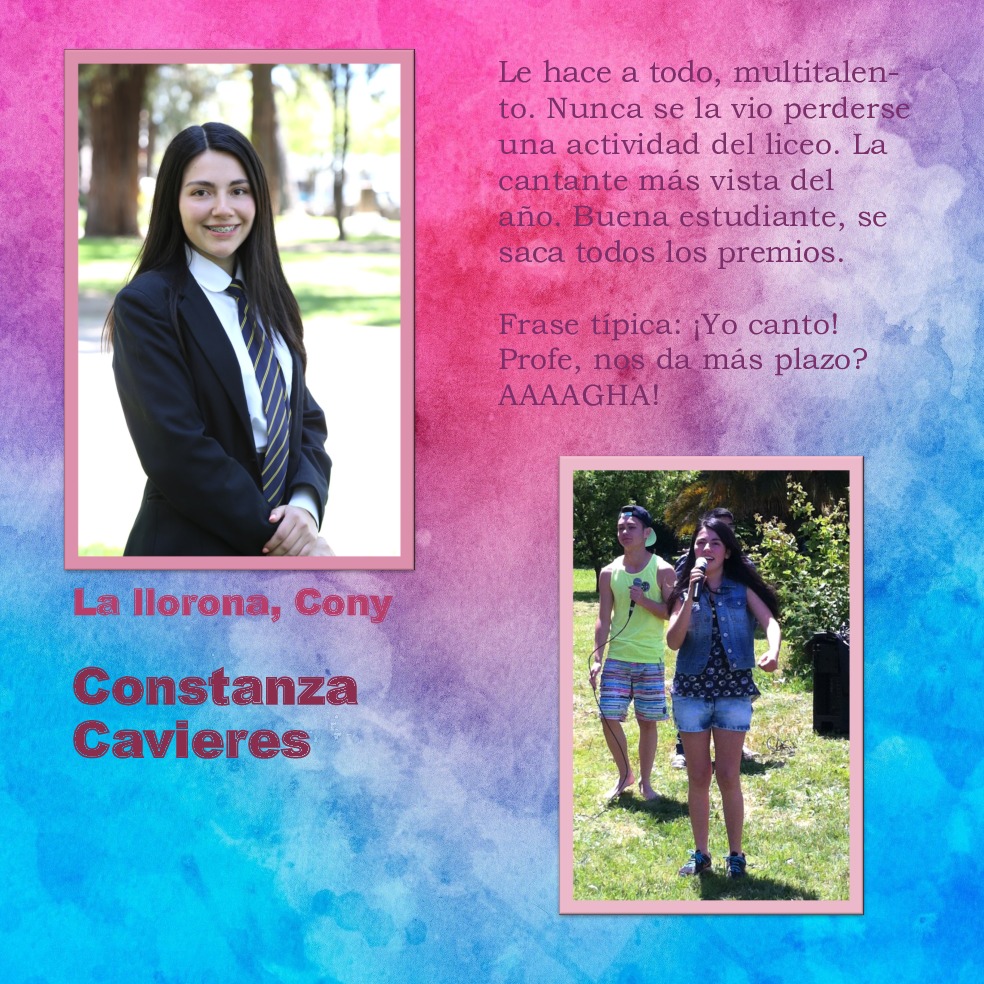 Le hace a todo, multitalen-
to. Nunca se la vio perderse
una actividad del liceo. La
cantante más vista del
año. Buena estudiante, se
saca todos los premios.
Frase típica: ¡Yo canto!
Profe, nos da más plazo?
AAAAGHA!
La llorona, Cony
Constanza
Cavieres